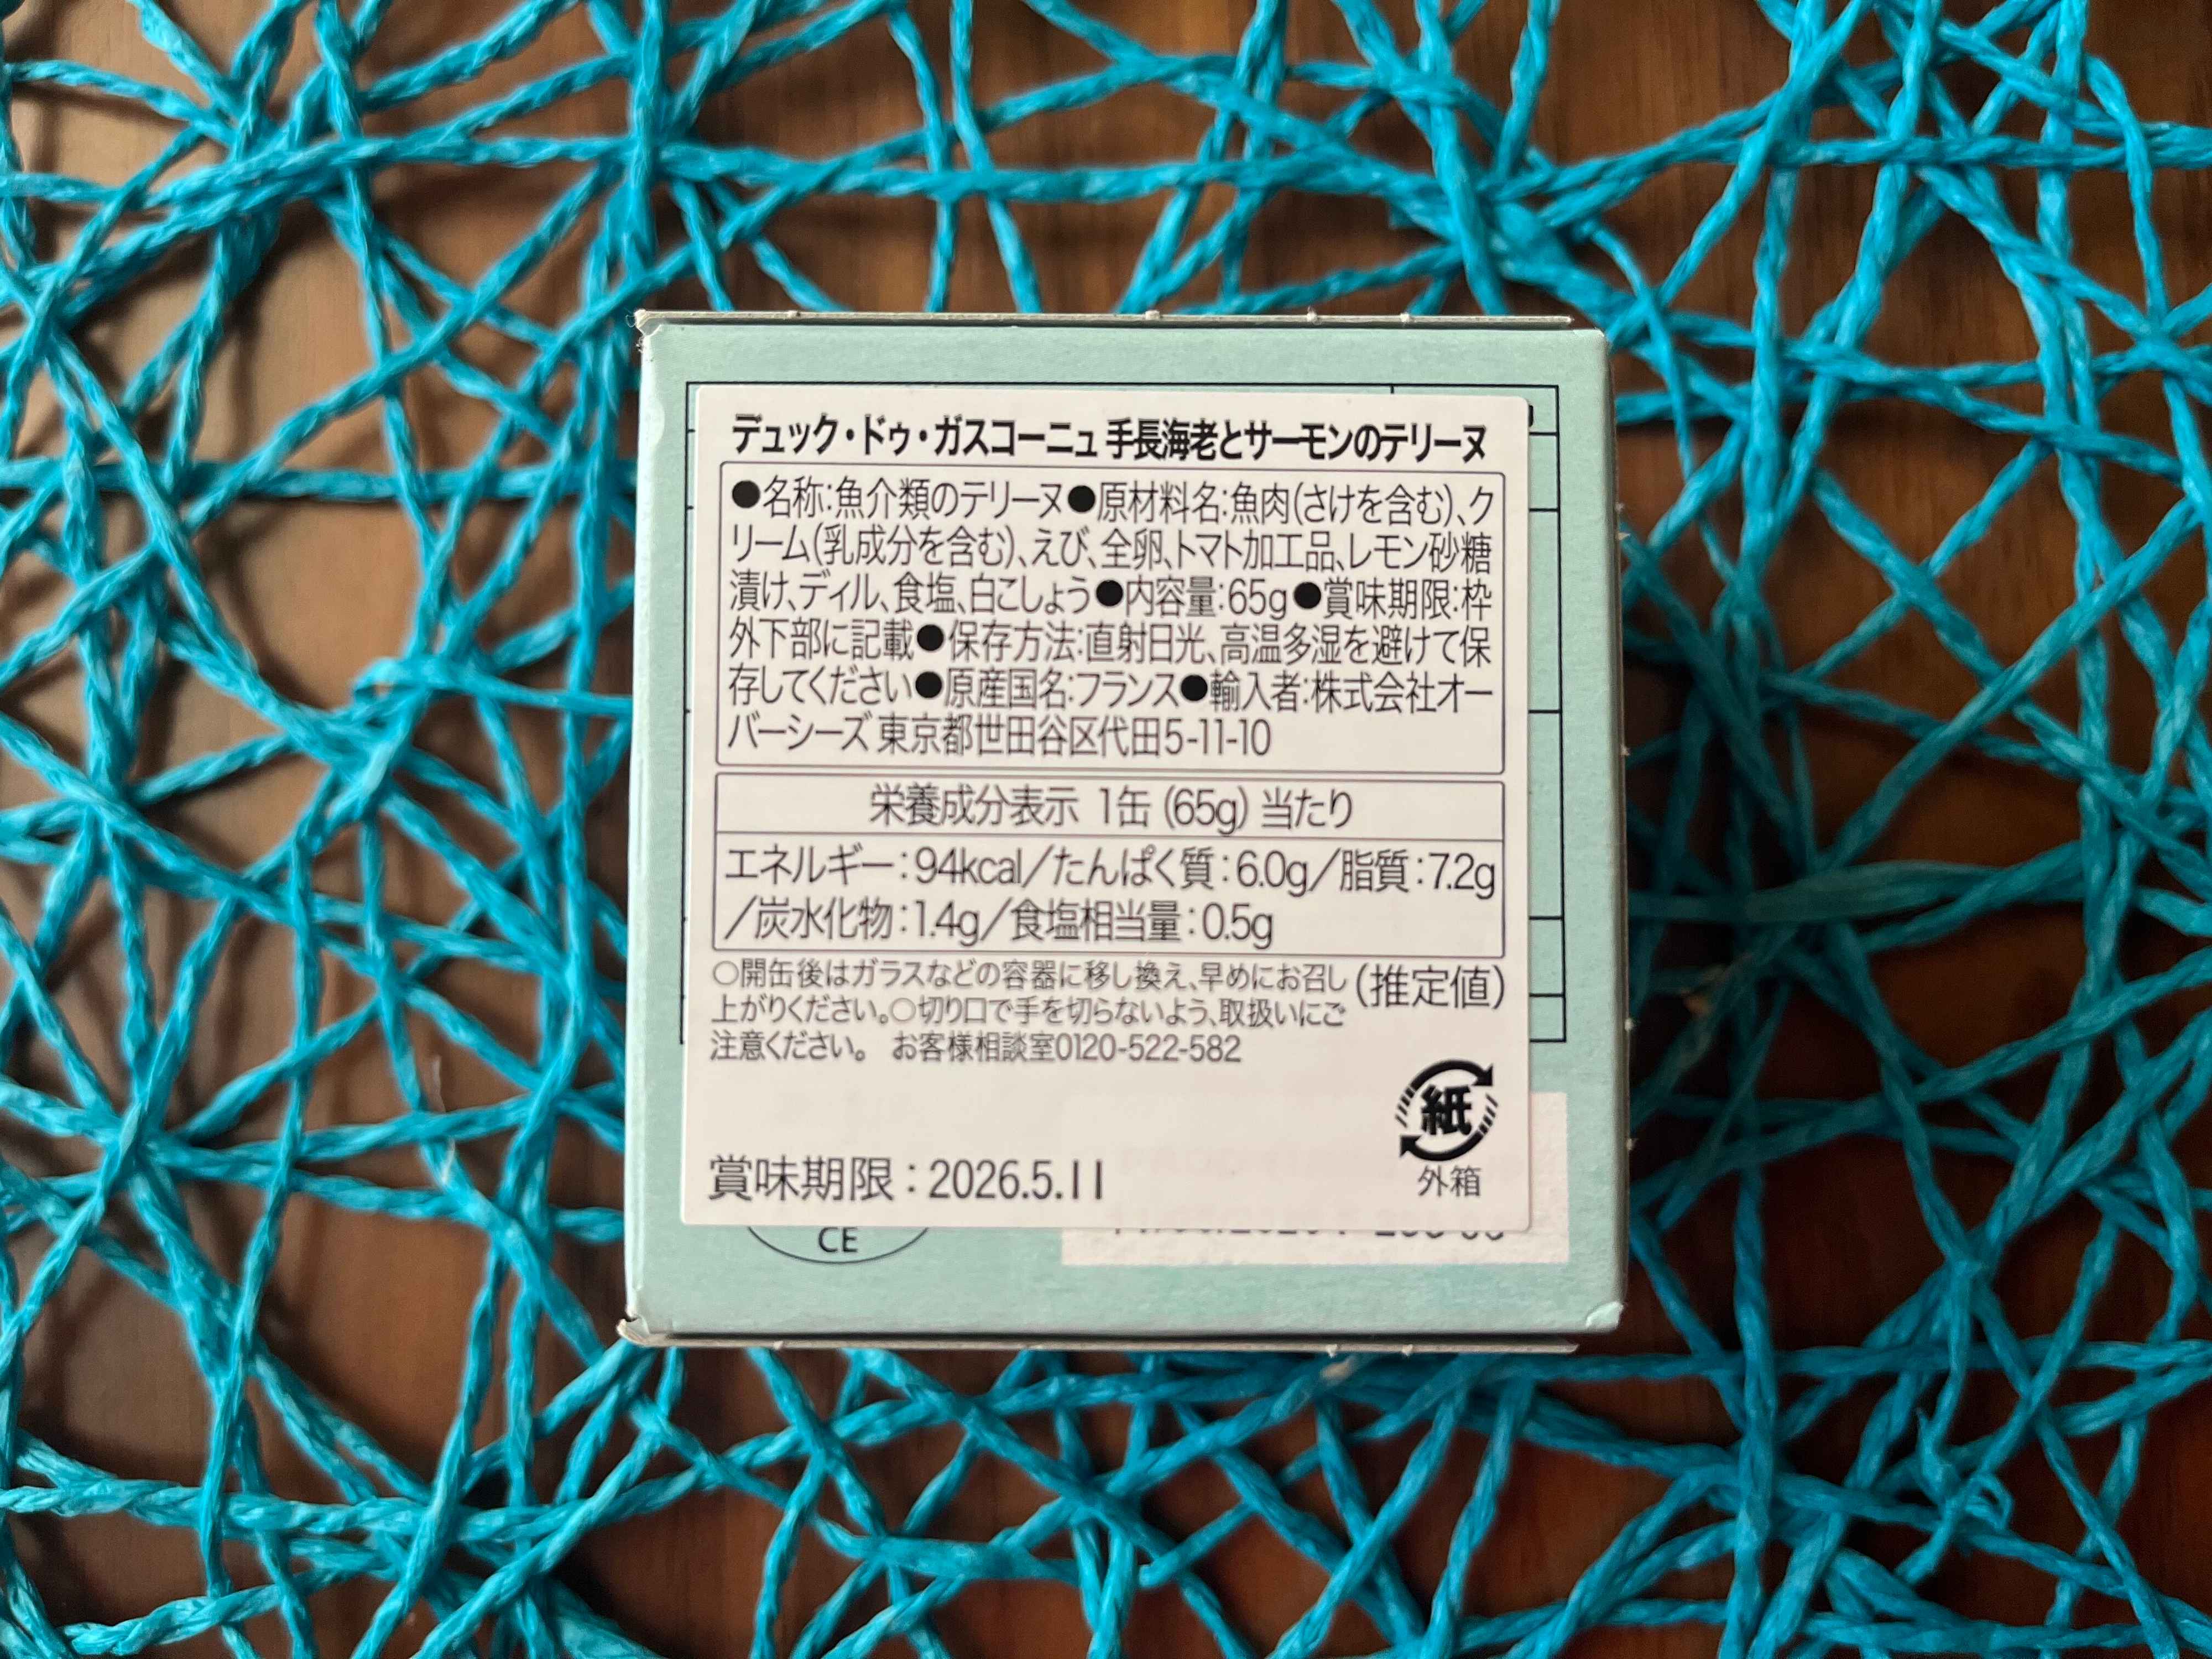 デュック・ドゥ・ガスコーニュ 手長海老とサーモンのテリーヌ
●名称:魚介類のテリーヌ●原材料名:魚肉(さけを含む)、ク
リーム(乳成分を含む)、えび、全卵、トマト加工品、レモン砂糖
漬け、ディル、食塩、白こしょう●内容量:65g●賞味期限:枠
外下部に記載●保存方法:直射日光、高温多湿を避けて保
存してください●原産国名:フランス●輸入者:株式会社オー
バーシーズ 東京都世田谷区代田5-11-10
栄養成分表示 1缶 (65g) 当たり
エネルギー:94kcal/たんぱく質:6.0g/脂質:7.2g
/炭水化物:1.4g/食塩相当量:0.5g
(推定値)
○開缶後はガラスなどの容器に移し換え、早めにお召し
上がりください。○切り口で手を切らないよう、取扱いにご
注意ください。 お客様相談室0120-522-582
紙
外箱
賞味期限:2026.5.11
CE